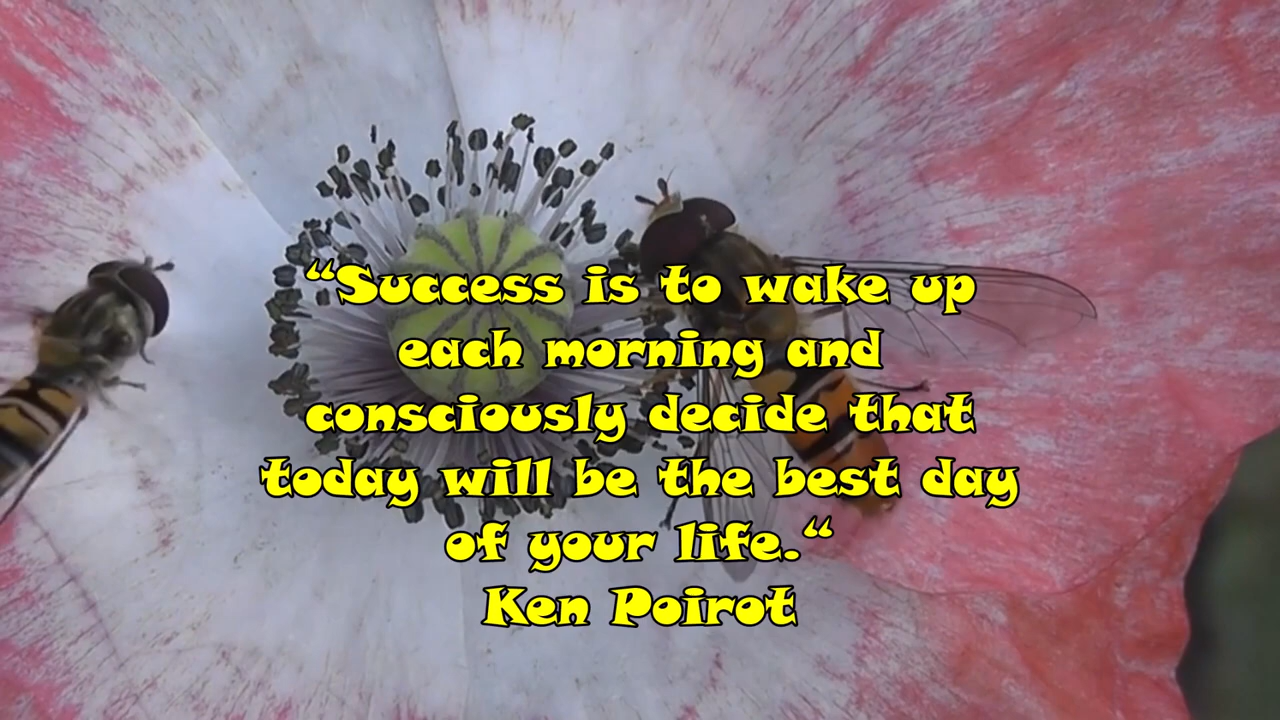 “Success is to wake up
each morning and
consciously decide that
today will be the best day
of your life.“
Ken Poirot